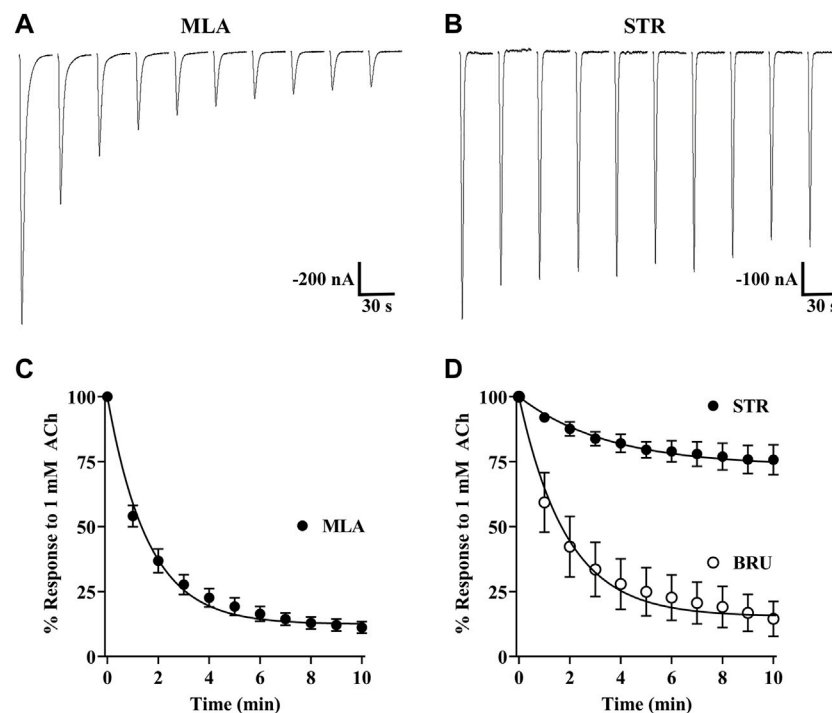 A
MLA
B
STR
-200 nA
30 s
-100 nA
30 s
C
100
75
50
25
0
% Response to 1 mM ACh
MLA
0 2 4 6 8 10
Time (min)
D
100
75
50
25
0
% Response to 1 mM ACh
STR
BRU
0 2 4 6 8 10
Time (min)